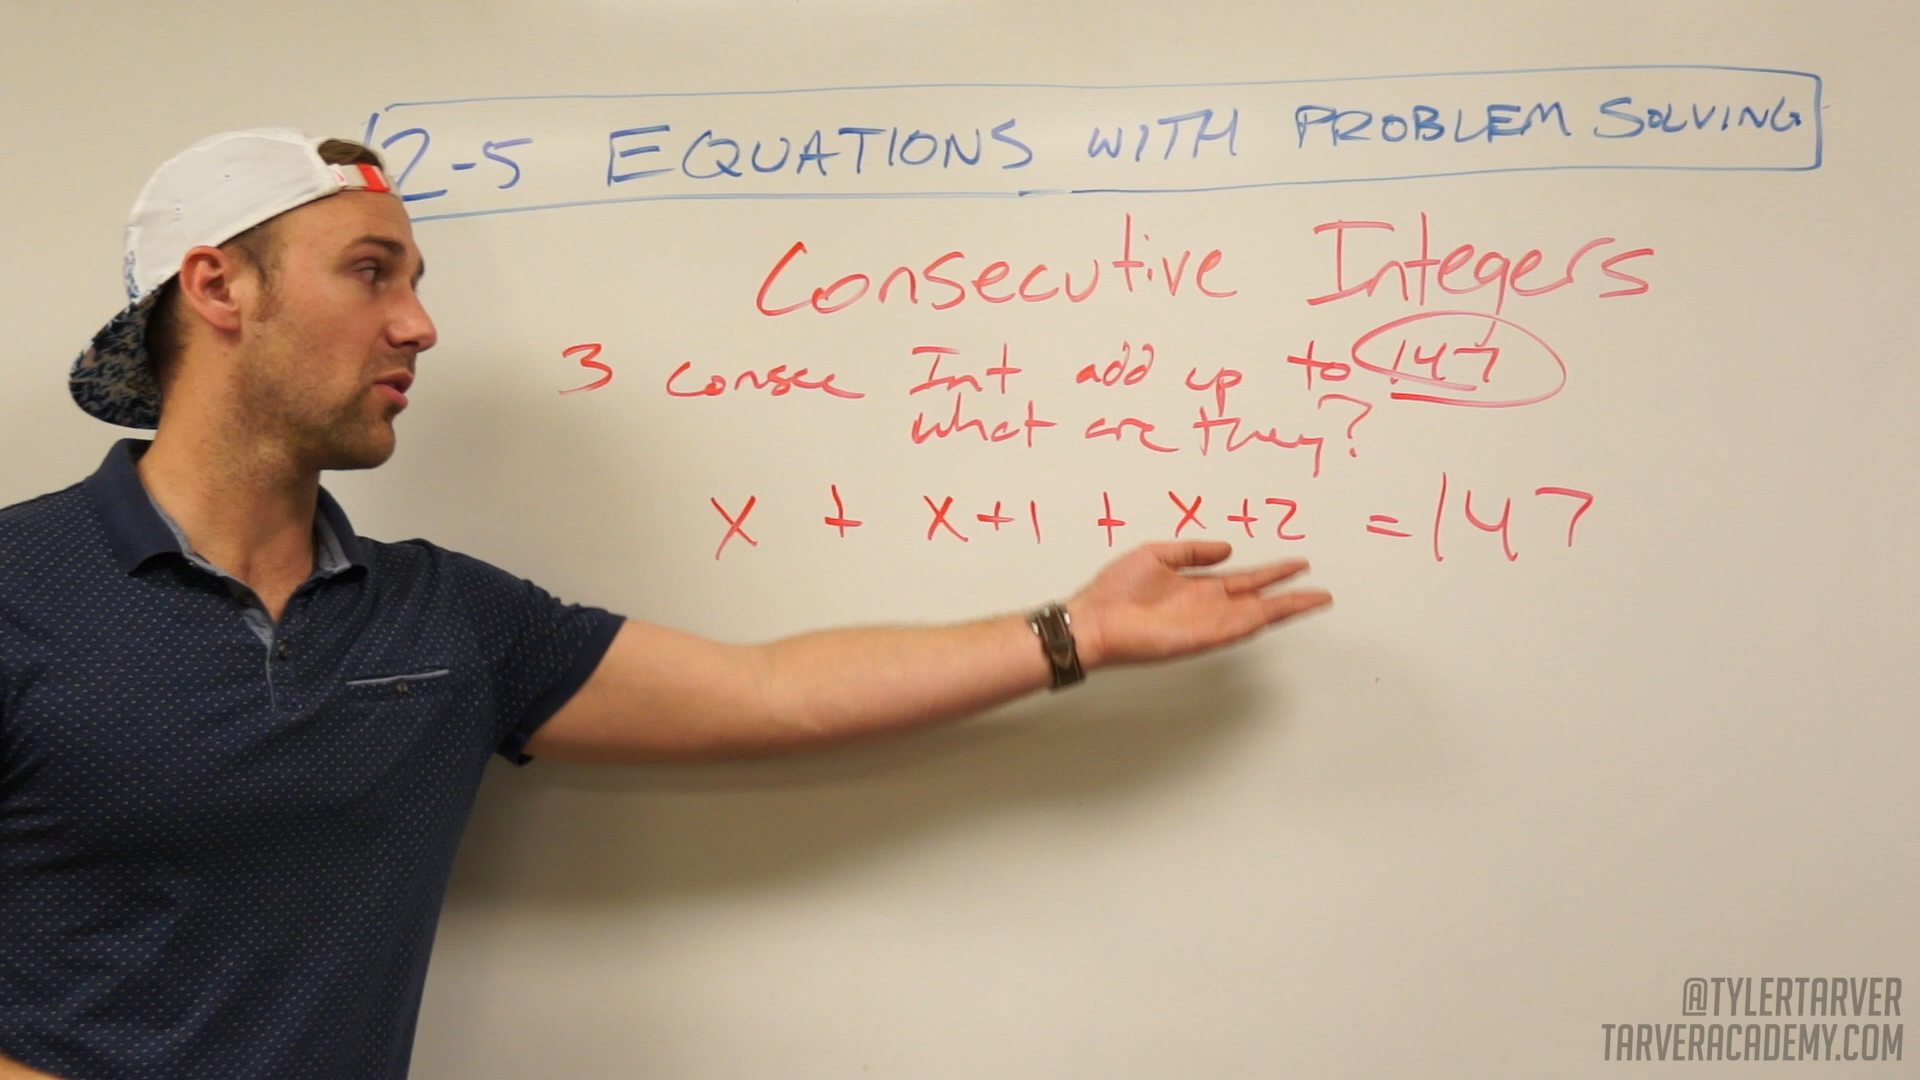 2-5 EQUATIONS WITH PROBLEM SOLVING
Consecutive Integers
3 consec Int add up to 147
what are they?
x + x+1 + x+2 = 147
@TYLERTARVER
TARVERACADEMY.COM